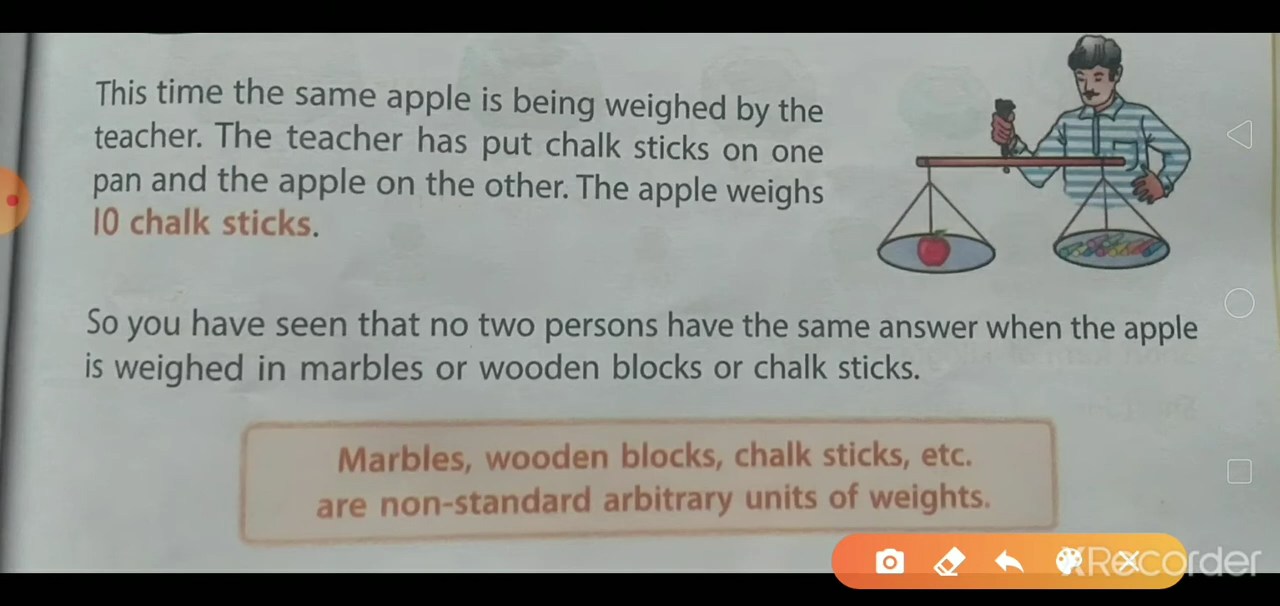 This time the same apple is being weighed by the
teacher. The teacher has put chalk sticks on one
pan and the apple on the other. The apple weighs
10 chalk sticks.
So you have seen that no two persons have the same answer when the apple
is weighed in marbles or wooden blocks or chalk sticks.
Marbles, wooden blocks, chalk sticks, etc.
are non-standard arbitrary units of weights.
XRecorder